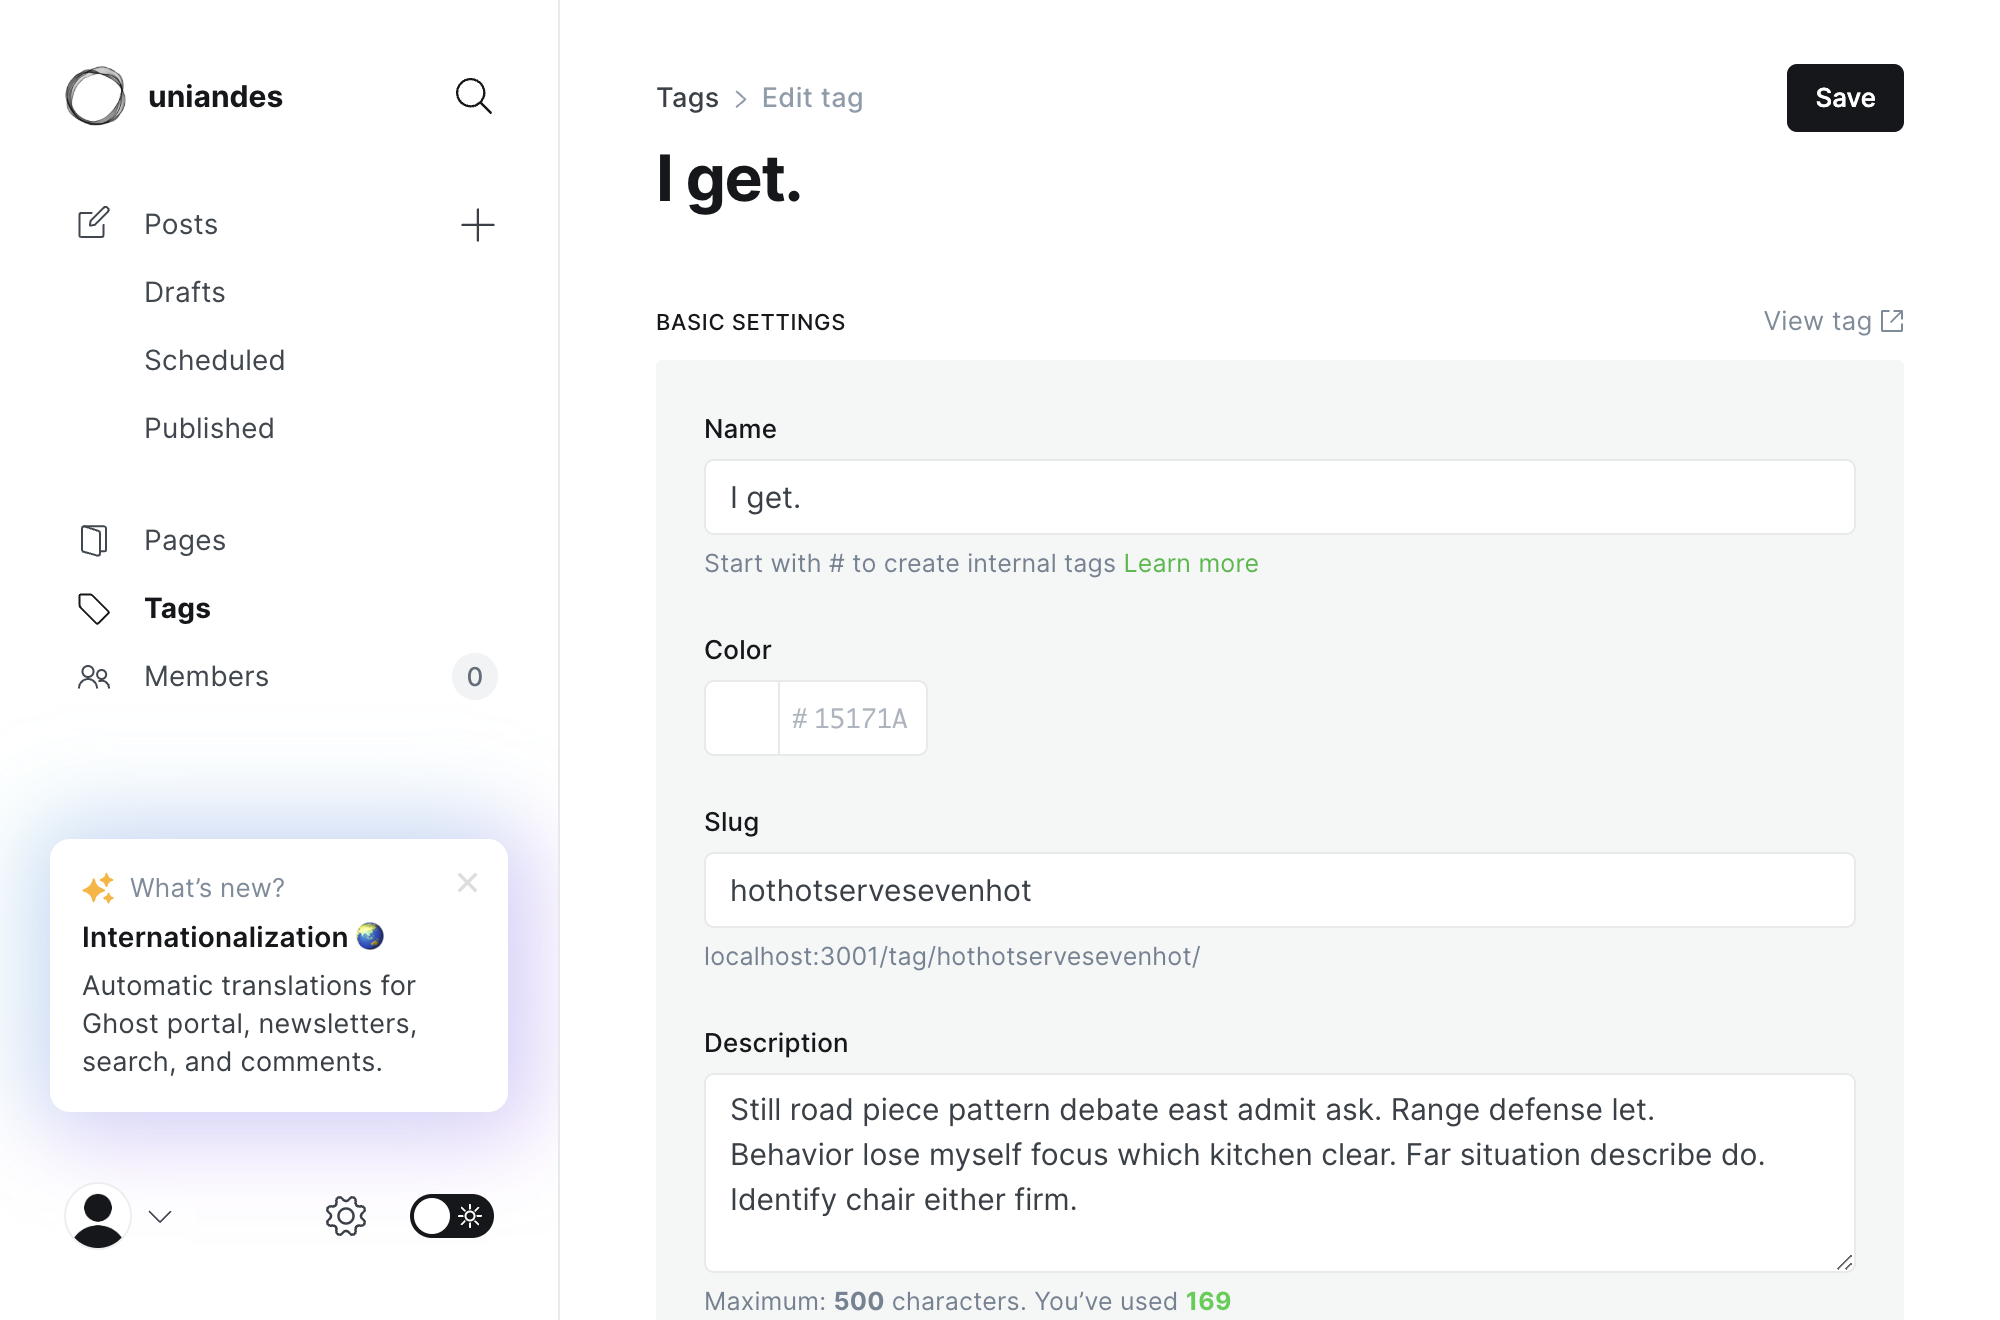 uniandes
Posts
Drafts
Scheduled
Published
Pages
Tags
Members
0
What's new?
Internationalization
Automatic translations for
Ghost portal, newsletters,
search, and comments.
Tags > Edit tag
Save
I get.
BASIC SETTINGS
View tag
Name
I get.
Start with # to create internal tags Learn more
Color
# 15171A
Slug
hothotservesevenhot
localhost:3001/tag/hothotservesevenhot/
Description
Still road piece pattern debate east admit ask. Range defense let.
Behavior lose myself focus which kitchen clear. Far situation describe do.
Identify chair either firm.
Maximum: 500 characters. You've used 169